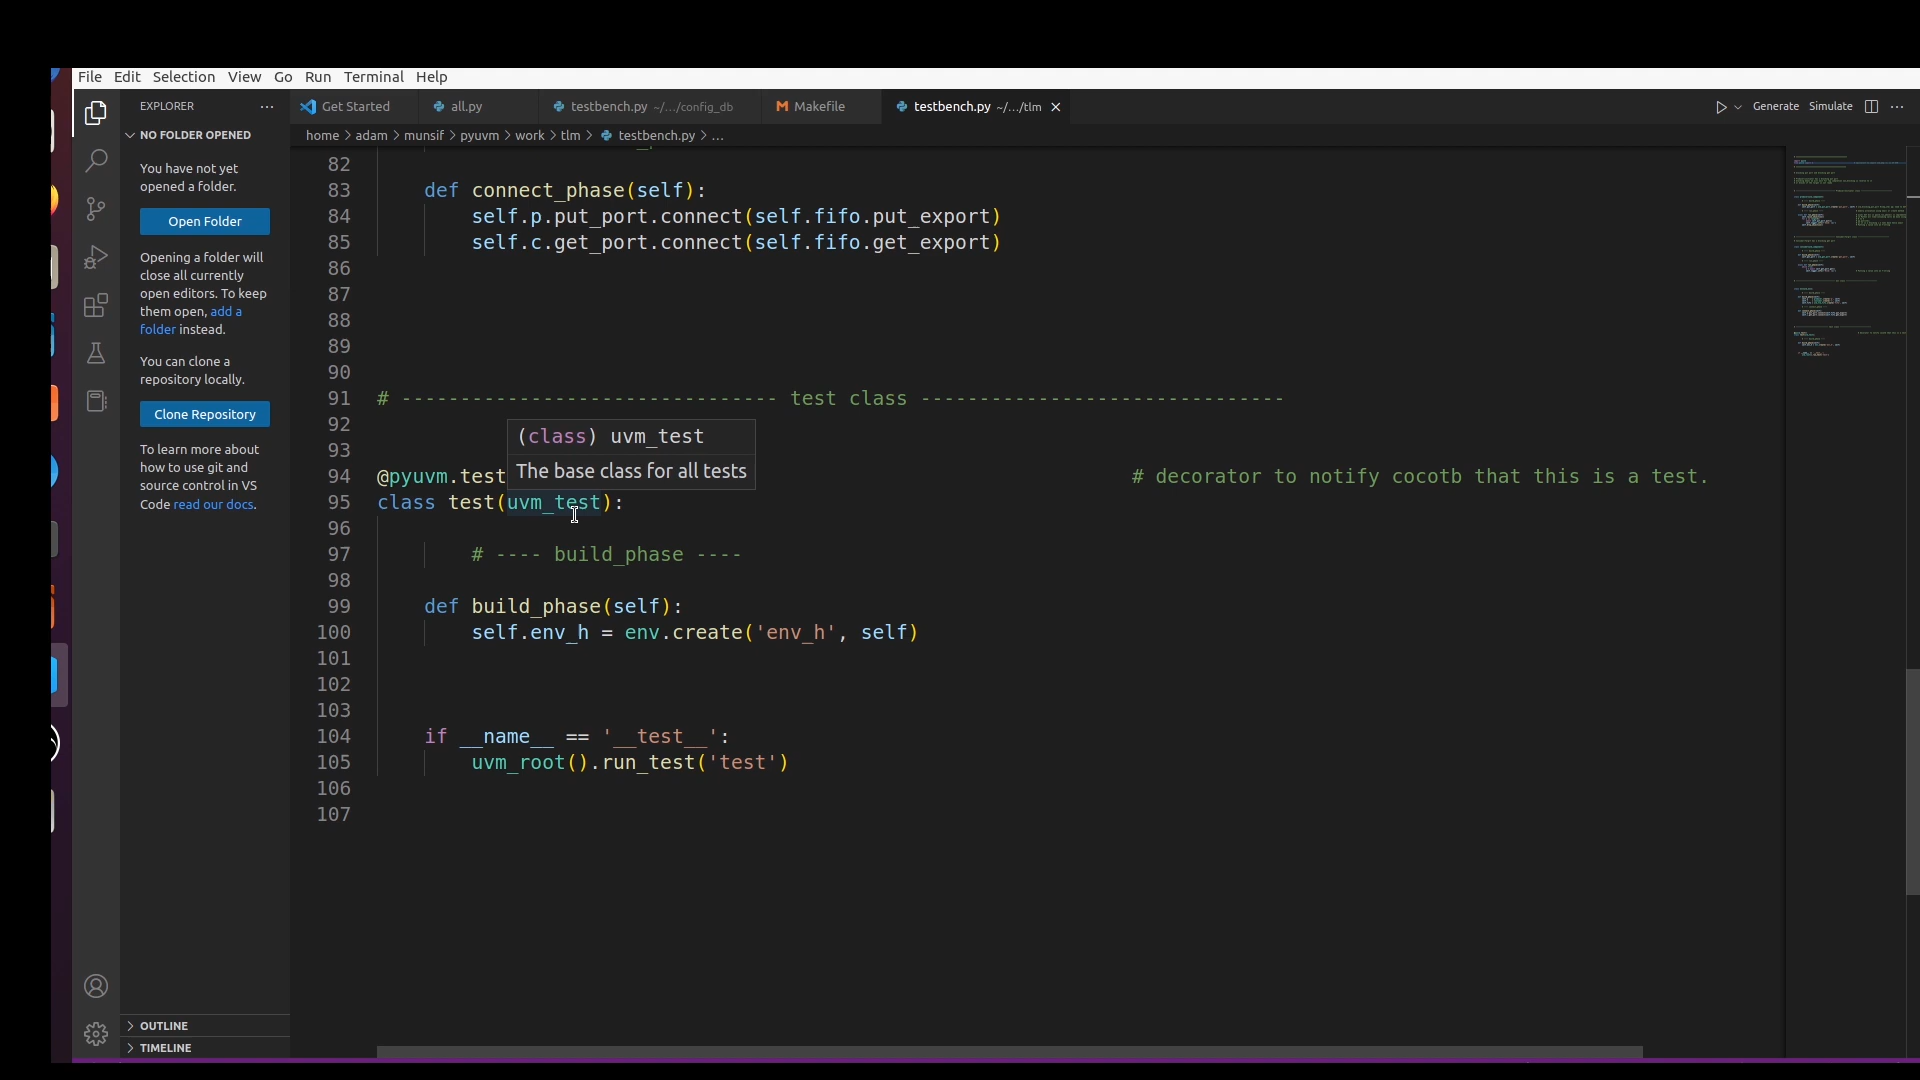 File Edit Selection View Go Run Terminal Help
EXPLORER ···
Get Started all.py testbench.py ~/.../config_db Makefile testbench.py ~/.../tlm
Generate Simulate ···
NO FOLDER OPENED
home > adam > munsif > pyuvm > work > tlm > testbench.py > ...
You have not yet
opened a folder.
Open Folder
Opening a folder will
close all currently
open editors. To keep
them open, add a
folder instead.
You can clone a
repository locally.
Clone Repository
To learn more about
how to use git and
source control in VS
Code read our docs.
OUTLINE
TIMELINE
82
83 def connect_phase(self):
84 self.p.put_port.connect(self.fifo.put_export)
85 self.c.get_port.connect(self.fifo.get_export)
86
87
88
89
90
91 # -------------------------------- test class -------------------------------
92
(class) uvm_test
93
The base class for all tests
94 @pyuvm.test # decorator to notify cocotb that this is a test.
95 class test(uvm_test):
96
97 # ---- build_phase ----
98
99 def build_phase(self):
100 self.env_h = env.create('env_h', self)
101
102
103
104 if __name__ == '__test__':
105 uvm_root().run_test('test')
106
107